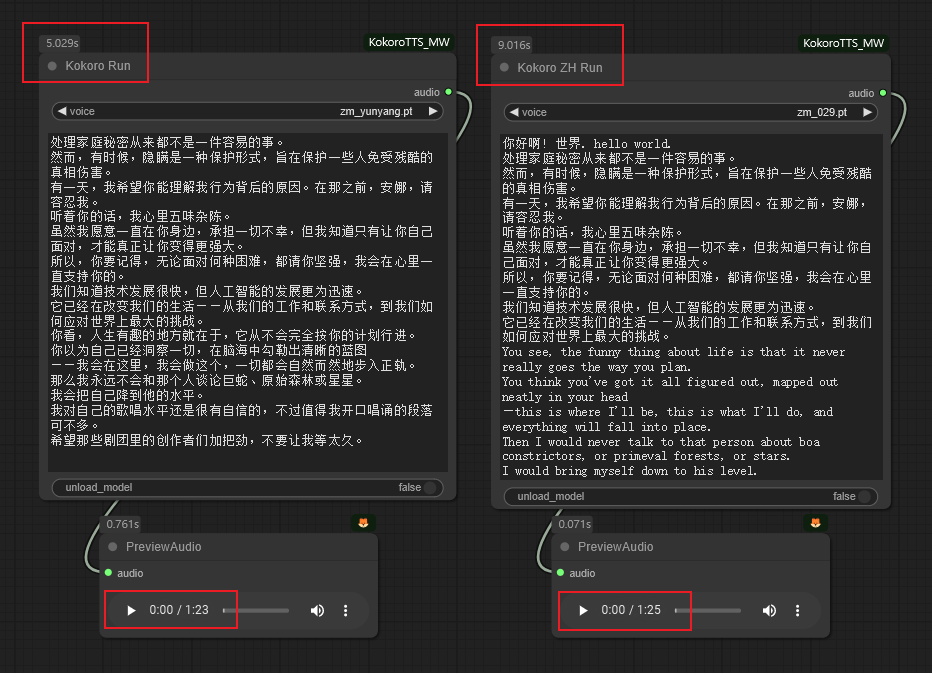 5.029s
KokoroTTS_MW
Kokoro Run
audio
voice
zm_yunyang.pt
处理家庭秘密从来都不是一件容易的事。
然而，有时候，隐瞒是一种保护形式，旨在保护一些人免受残酷的
真相伤害。
有一天，我希望你能理解我行为背后的原因。在那之前，安娜，请
容忍我。
听着你的话，我心里五味杂陈。
虽然我愿意一直在你身边，承担一切不幸，但我知道只有让你自己
面对，才能真正让你变得更强大。
所以，你要记得，无论面对何种困难，都请你坚强，我会在心里一
直支持你的。
我们知道技术发展很快，但人工智能的发展更为迅速。
它已经在改变我们的生活——从我们的工作和联系方式，到我们如
何应对世界上最大的挑战。
你看，人生有趣的地方就在于，它从不会完全按你的计划行进。
你以为自己已经洞察一切，在脑海中勾勒出清晰的蓝图
——我会在这里，我会做这个，一切都会自然而然地步入正轨。
那么我永远不会和那个人谈论巨蛇、原始森林或星星。
我会把自己降到他的水平。
我对自己的歌唱水平还是很有自信的，不过值得我开口唱诵的段落
可不多。
希望那些剧团里的创作者们加把劲，不要让我等太久。
unload_model
false
0.761s
PreviewAudio
audio
0:00 / 1:23
9.016s
KokoroTTS_MW
Kokoro ZH Run
audio
voice
zm_029.pt
你好啊! 世界. hello world.
处理家庭秘密从来都不是一件容易的事。
然而，有时候，隐瞒是一种保护形式，旨在保护一些人免受残酷
的真相伤害。
有一天，我希望你能理解我行为背后的原因。在那之前，安娜，
请容忍我。
听着你的话，我心里五味杂陈。
虽然我愿意一直在你身边，承担一切不幸，但我知道只有让你自
己面对，才能真正让你变得更强大。
所以，你要记得，无论面对何种困难，都请你坚强，我会在心里
一直支持你的。
我们知道技术发展很快，但人工智能的发展更为迅速。
它已经在改变我们的生活——从我们的工作和联系方式，到我们
如何应对世界上最大的挑战。
You see, the funny thing about life is that it never
really goes the way you plan.
You think you've got it all figured out, mapped out
neatly in your head
—this is where I'll be, this is what I'll do, and
everything will fall into place.
Then I would never talk to that person about boa
constrictors, or primeval forests, or stars.
I would bring myself down to his level.
unload_model
false
0.071s
PreviewAudio
audio
0:00 / 1:25